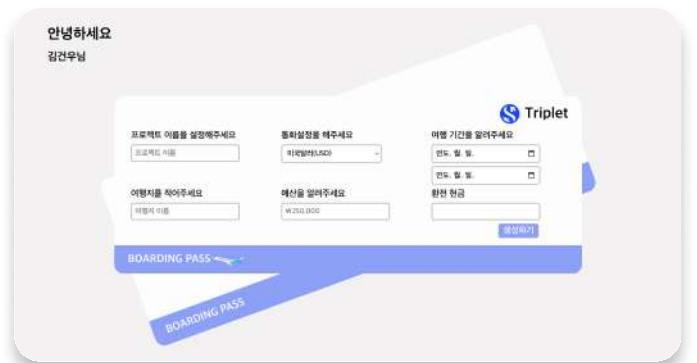 안녕하세요
김건우님
Triplet
프로젝트 이름을 설정해주세요
프로젝트 이름
통화설정을 해주세요
미국달러(USD)
여행 기간을 알려주세요
연도. 월. 일.
연도. 월. 일.
여행지를 적어주세요
여행지 이름
예산을 알려주세요
₩250,000
환전 현금
생성하기
BOARDING PASS
BOARDING PASS